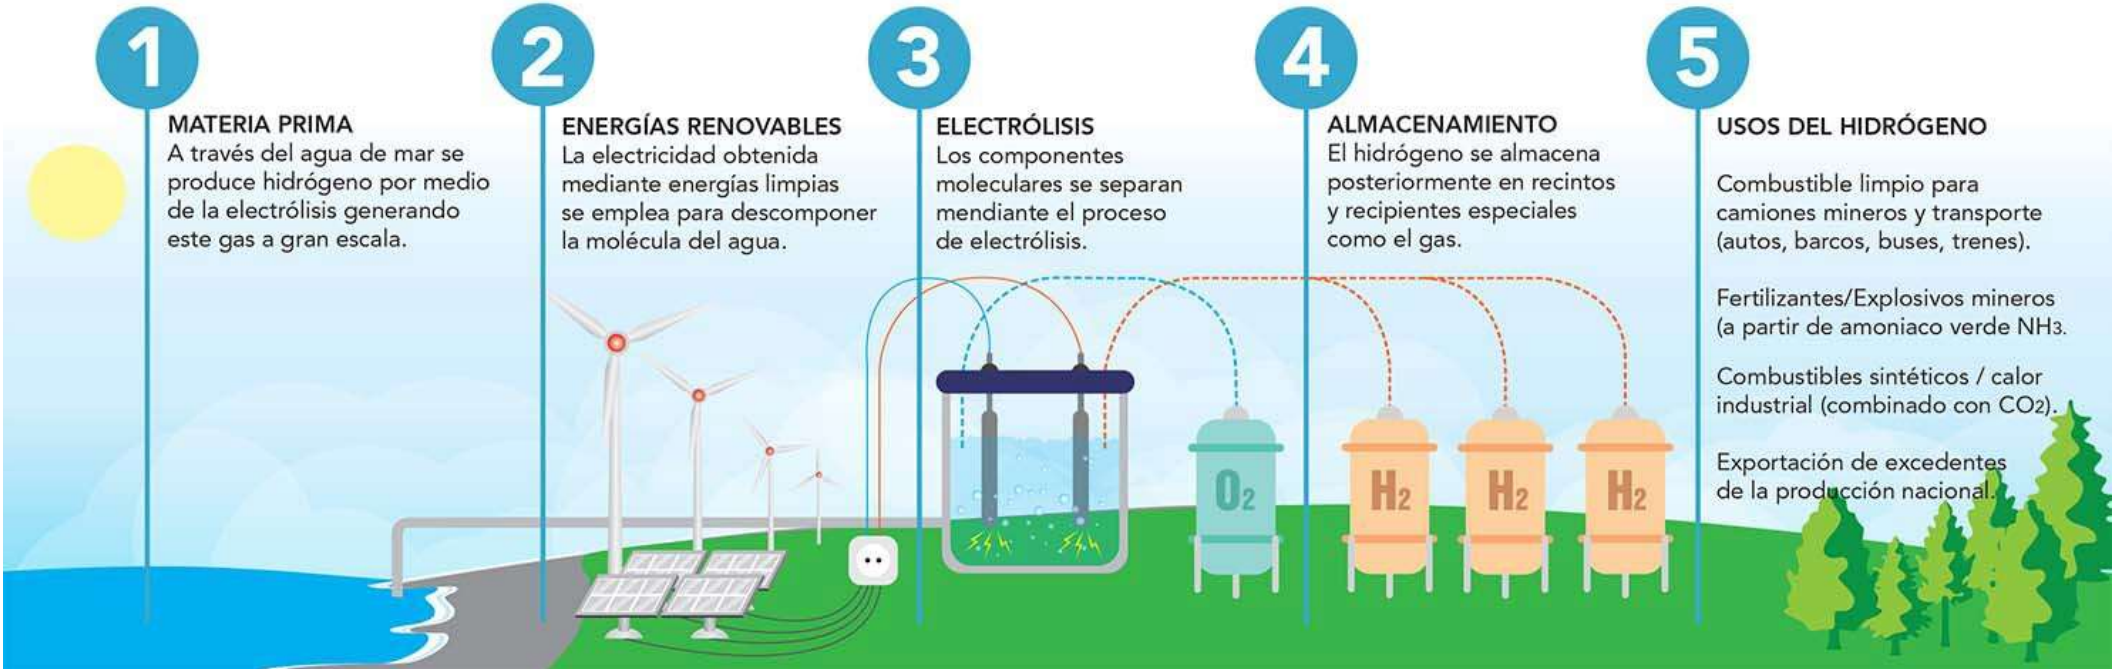 1
MATERIA PRIMA
A través del agua de mar se
produce hidrógeno por medio
de la electrólisis generando
este gas a gran escala.
2
ENERGÍAS RENOVABLES
La electricidad obtenida
mediante energías limpias
se emplea para descomponer
la molécula del agua.
3
ELECTRÓLISIS
Los componentes
moleculares se separan
mendiante el proceso
de electrólisis.
4
ALMACENAMIENTO
El hidrógeno se almacena
posteriormente en recintos
y recipientes especiales
como el gas.
5
USOS DEL HIDRÓGENO
Combustible limpio para
camiones mineros y transporte
(autos, barcos, buses, trenes).
Fertilizantes/Explosivos mineros
(a partir de amoniaco verde NH3.
Combustibles sintéticos / calor
industrial (combinado con CO2).
Exportación de excedentes
de la producción nacional.
O2
H2
H2
H2